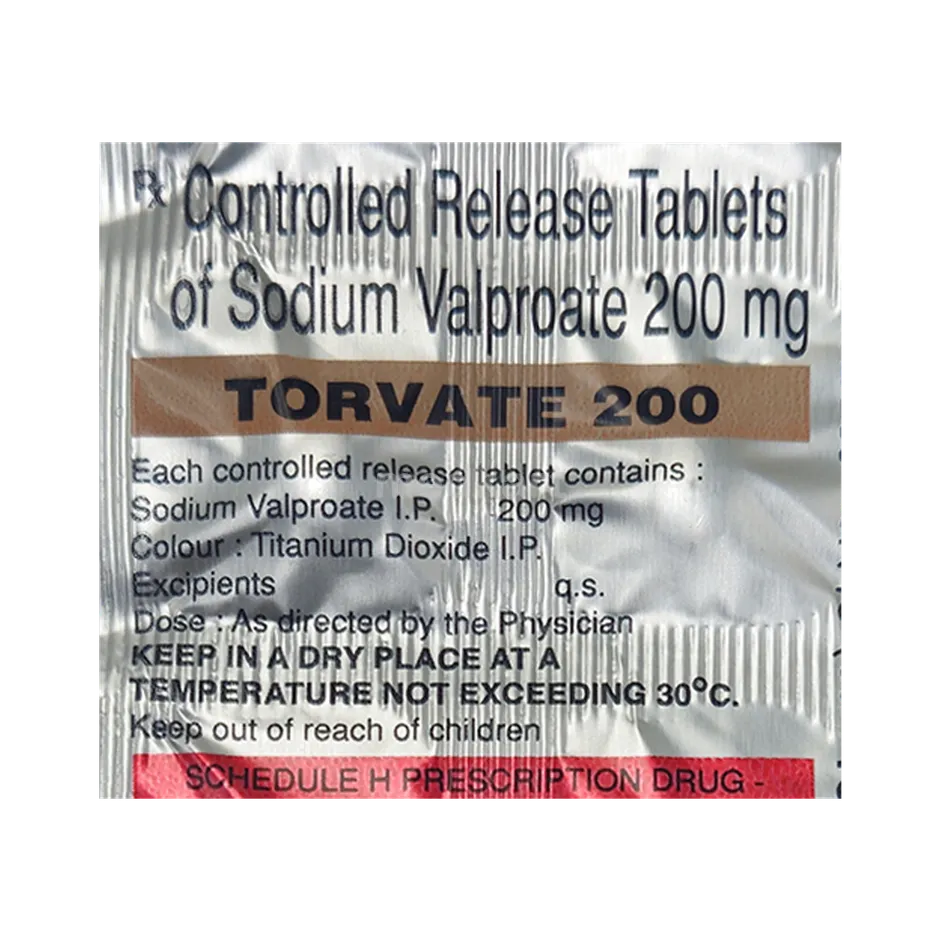 Rx Controlled Release Tablets
of Sodium Valproate 200 mg
TORVATE 200
Each controlled release tablet contains :
Sodium Valproate I.P. 200 mg
Colour : Titanium Dioxide I.P.
Excipients q.s.
Dose : As directed by the Physician
KEEP IN A DRY PLACE AT A
TEMPERATURE NOT EXCEEDING 30°C.
Keep out of reach of children
SCHEDULE H PRESCRIPTION DRUG -